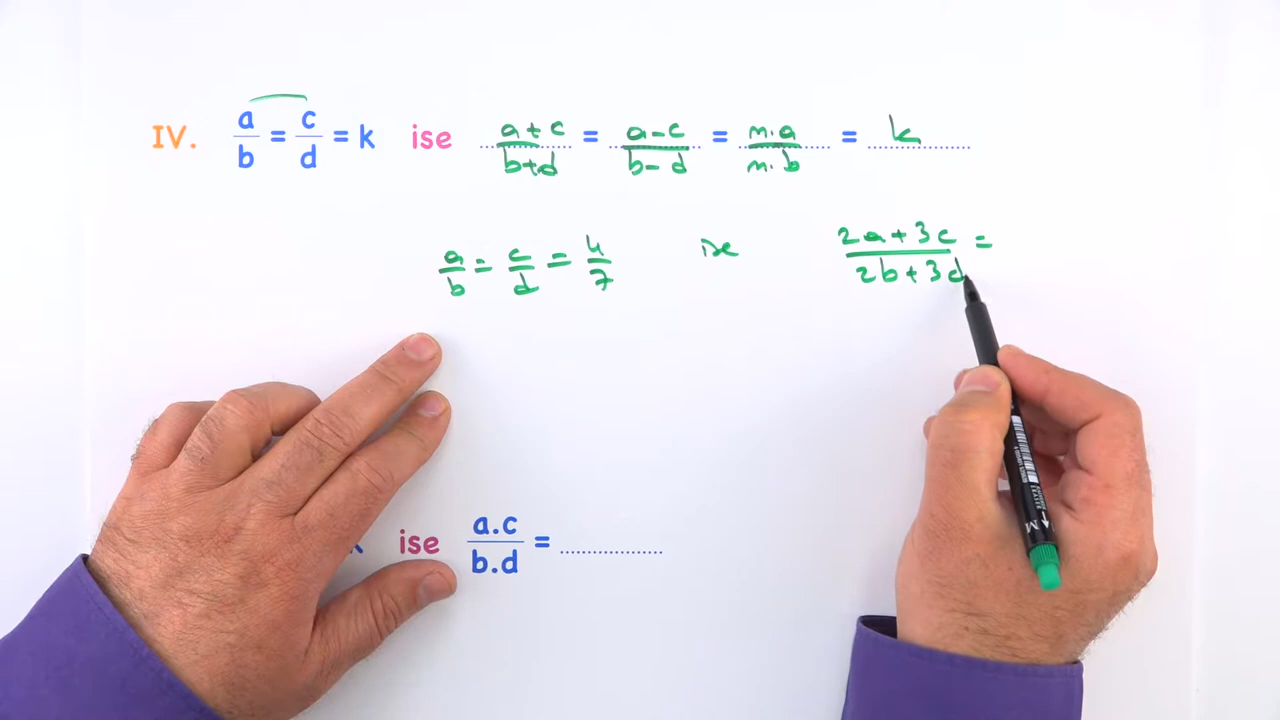 IV. a/b = c/d = k ise a+c/b+d = a-c/b-d = m.a/m.b = k
a/b = c/d = 4/7 ise 2a+3c/2b+3d =
k ise a.c/b.d = ..................